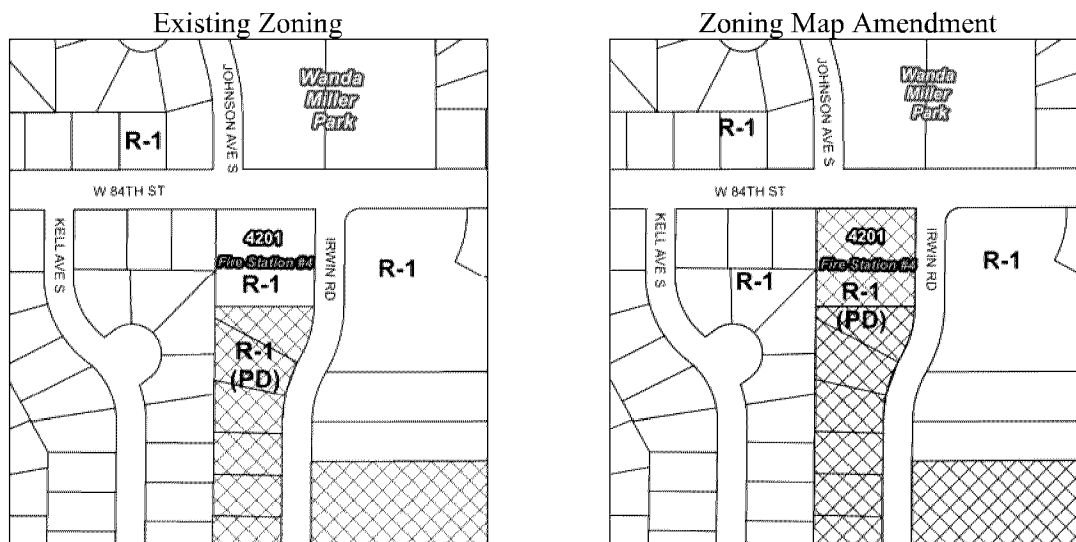 Existing Zoning
Wanda
Miller
Park
JOHNSON AVE S
R-1
W 84TH ST
KELL AVE S
4201
Fire Station #4
R-1
IRWIN RD
R-1
R-1
(PD)
Zoning Map Amendment
Wanda
Miller
Park
JOHNSON AVE S
R-1
W 84TH ST
KELL AVE S
4201
Fire Station #4
R-1
R-1
(PD)
IRWIN RD
R-1